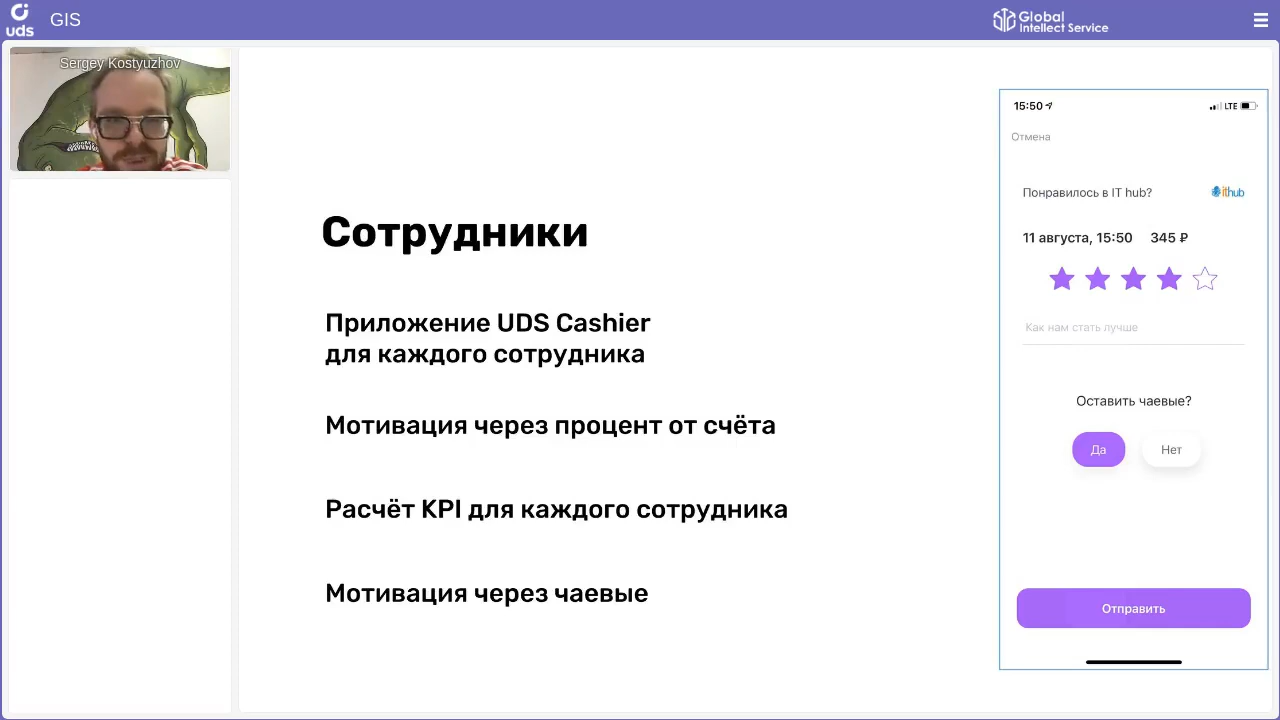 uds
GIS
Global
Intellect Service
Sergey Kostyuzhov
Сотрудники
Приложение UDS Cashier
для каждого сотрудника
Мотивация через процент от счёта
Расчёт KPI для каждого сотрудника
Мотивация через чаевые
15:50
LTE
Отмена
Понравилось в IT hub?
ithub
11 августа, 15:50 345 ₽
Как нам стать лучше
Оставить чаевые?
Да
Нет
Отправить